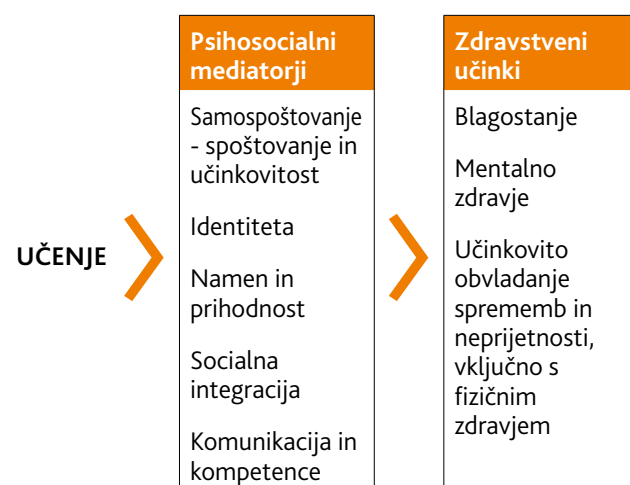 UČENJE
Psihosocialni
mediatorji
Samospoštovanje
- spoštovanje in
učinkovitost
Identiteta
Namen in
prihodnost
Socialna
integracija
Komunikacija in
kompetence
Zdravstveni
učinki
Blagostanje
Mentalno
zdravje
Učinkovito
obvladanje
sprememb in
neprijetnosti,
vključno s
fizičnim
zdravjem